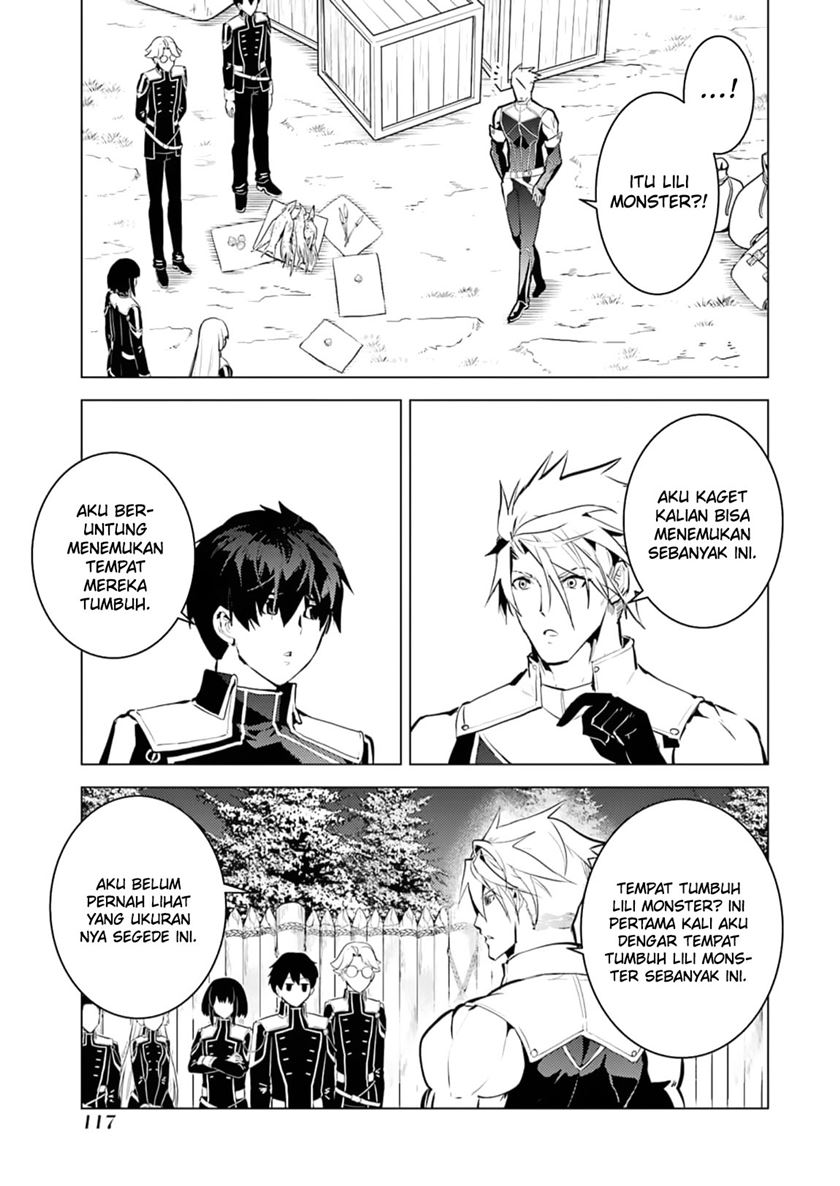 ...!
ITU LILI
MONSTER?!
AKU KAGET
KALIAN BISA
MENEMUKAN
SEBANYAK INI.
AKU BER-
UNTUNG
MENEMUKAN
TEMPAT
MEREKA
TUMBUH.
TEMPAT TUMBUH
LILI MONSTER? INI
PERTAMA KALI AKU
DENGAR TEMPAT
TUMBUH LILI MONS-
TER SEBANYAK INI.
AKU BELUM
PERNAH LIHAT
YANG UKURAN
NYA SEGEDE INI.
117